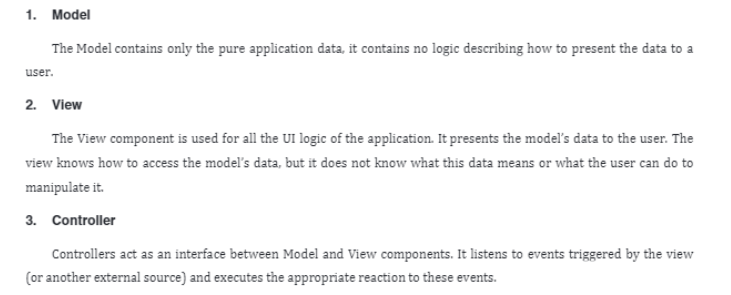 1. Model
The Model contains only the pure application data, it contains no logic describing how to present the data to a
user.
2. View
The View component is used for all the UI logic of the application. It presents the model's data to the user. The
view knows how to access the model's data, but it does not know what this data means or what the user can do to
manipulate it.
3. Controller
Controllers act as an interface between Model and View components. It listens to events triggered by the view
(or another external source) and executes the appropriate reaction to these events.